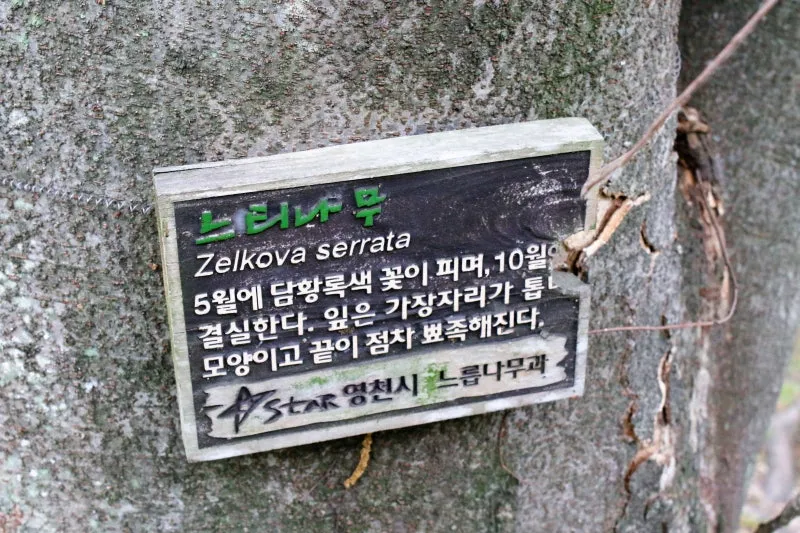 느티나무
Zelkova serrata
5월에 담황록색 꽃이 피며, 10월
결실한다. 잎은 가장자리가
모양이고 끝이 점차 뾰족해진다.
STAR 영천시 느릅나무과